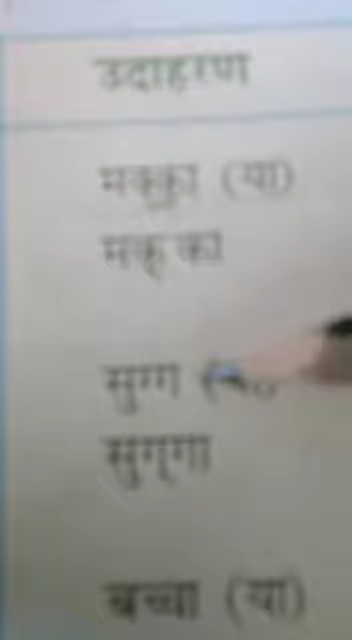 उदाहरण
मक्का (या)
मक् का
सुग्ग
सुग्गा
बच्चा (या)